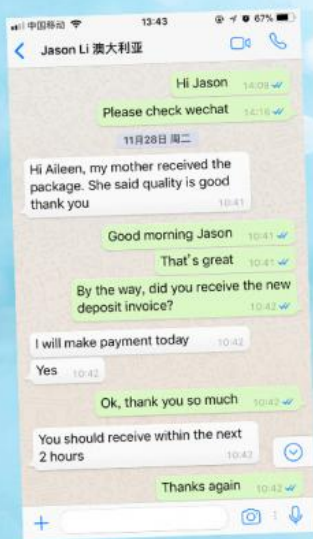 中国移动 13:43 67%
Jason Li 澳大利亚
Hi Jason 14:09
Please check wechat 14:16
11月28日 周二
Hi Aileen, my mother received the
package. She said quality is good
thank you 10:41
Good morning Jason 10:41
That's great 10:41
By the way, did you receive the new
deposit invoice? 10:42
I will make payment today 10:42
Yes 10:42
Ok, thank you so much 10:42
You should receive within the next
2 hours 10:42
Thanks again 10:42